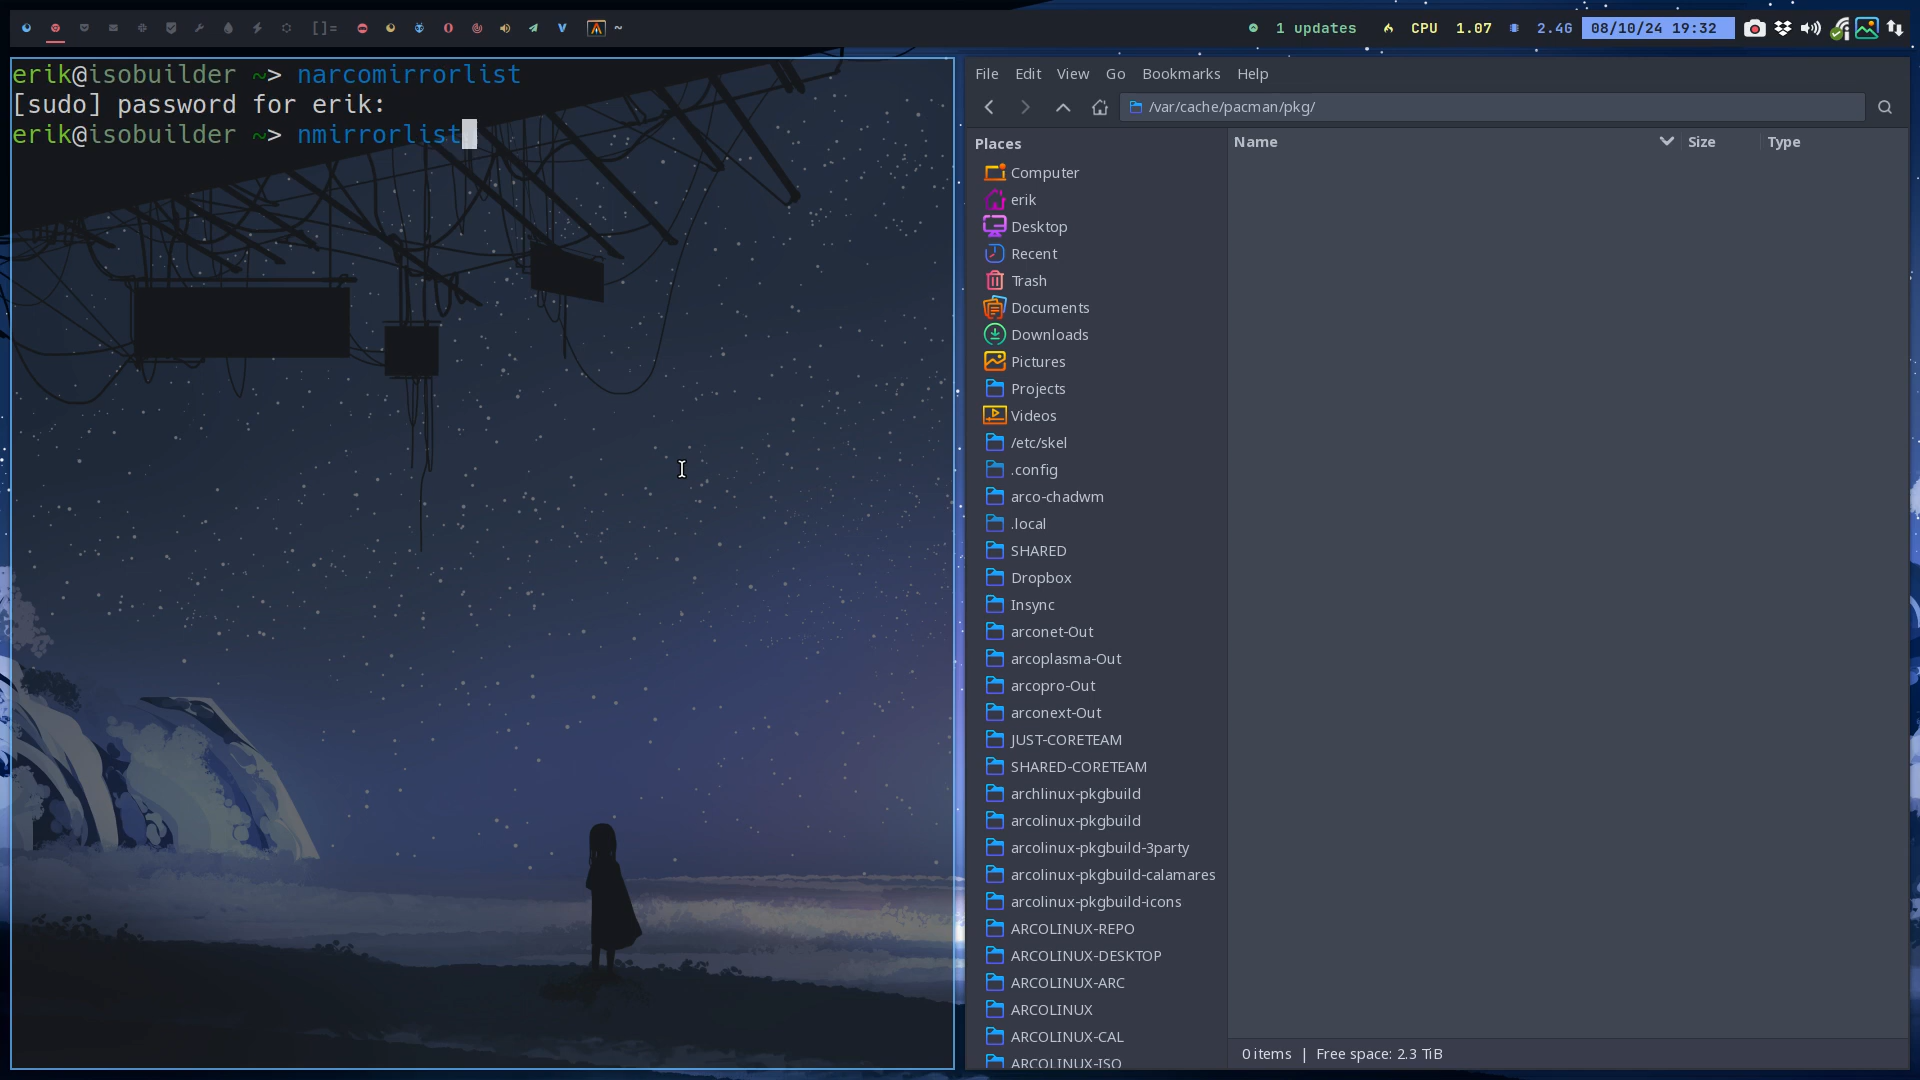 []= ~ 1 updates CPU 1.07 2.4G 08/10/24 19:32
erik@isobuilder ~> narcomirrorlist
[sudo] password for erik:
erik@isobuilder ~> nmirrorlist
File Edit View Go Bookmarks Help
/var/cache/pacman/pkg/
Places
Computer
erik
Desktop
Recent
Trash
Documents
Downloads
Pictures
Projects
Videos
/etc/skel
.config
arco-chadwm
.local
SHARED
Dropbox
Insync
arconet-Out
arcoplasma-Out
arcopro-Out
arconext-Out
JUST-CORETEAM
SHARED-CORETEAM
archlinux-pkgbuild
arcolinux-pkgbuild
arcolinux-pkgbuild-3party
arcolinux-pkgbuild-calamares
arcolinux-pkgbuild-icons
ARCOLINUX-REPO
ARCOLINUX-DESKTOP
ARCOLINUX-ARC
ARCOLINUX
ARCOLINUX-CAL
ARCOLINUX-ISO
Name Size Type
0 items | Free space: 2.3 TiB